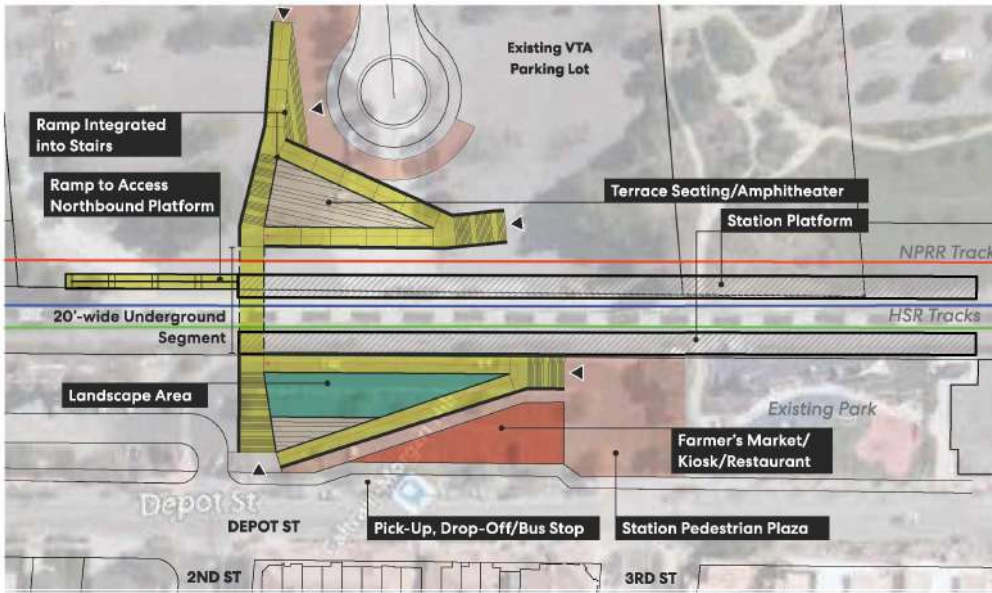 Existing VTA
Parking Lot
Ramp Integrated
into Stairs
Ramp to Access
Northbound Platform
Terrace Seating/Amphitheater
Station Platform
NPRR Track
20'-wide Underground
Segment
HSR Tracks
Landscape Area
Existing Park
Farmer's Market/
Kiosk/Restaurant
Depot St
DEPOT ST
Pick-Up, Drop-Off/Bus Stop
Station Pedestrian Plaza
2ND ST
3RD ST